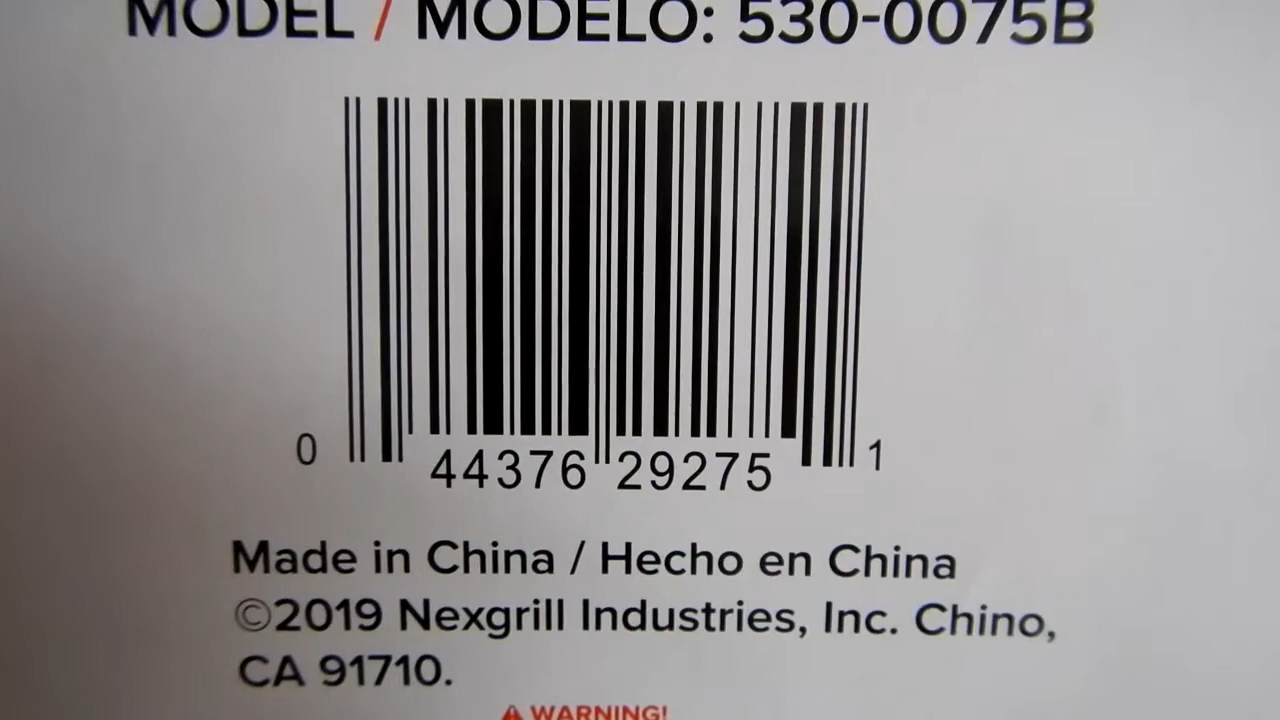 MODEL / MODELO: 530-0075B
0 44376 29275 1
Made in China / Hecho en China
©2019 Nexgrill Industries, Inc. Chino,
CA 91710.
⚠ WARNING!